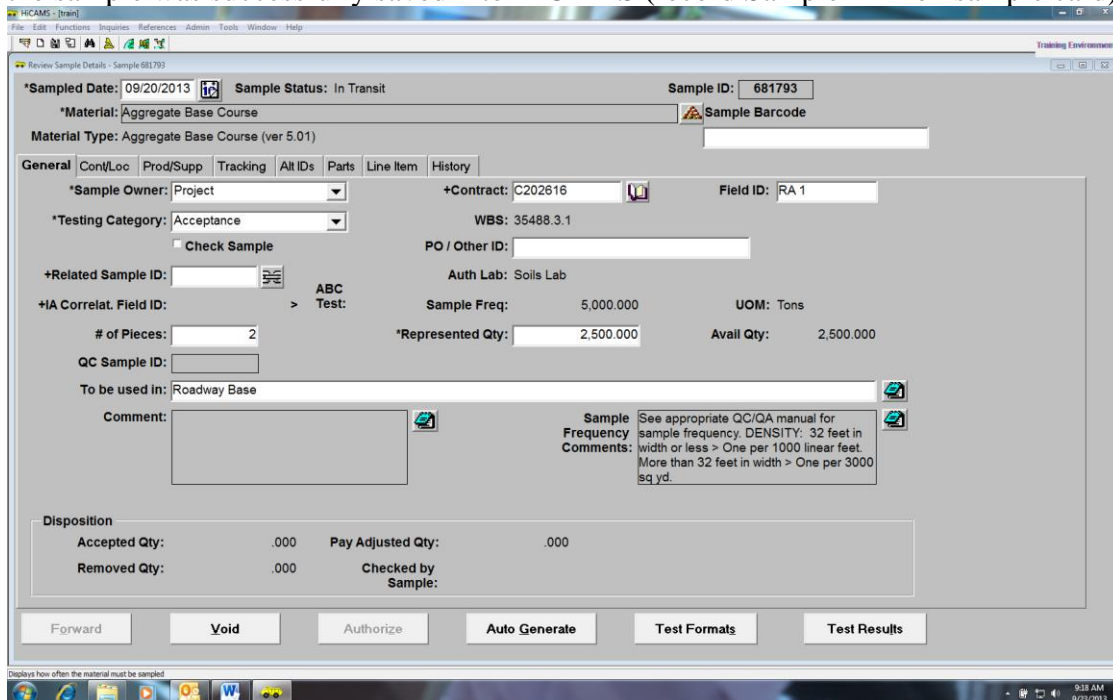 HiCAMS - [train]
File Edit Functions Inquiries References Admin Tools Window Help
Training Environmen
Review Sample Details - Sample 681793
*Sampled Date: 09/20/2013 Sample Status: In Transit Sample ID: 681793
*Material: Aggregate Base Course Sample Barcode
Material Type: Aggregate Base Course (ver 5.01)
General Cont/Loc Prod/Supp Tracking Alt IDs Parts Line Item History
*Sample Owner: Project +Contract: C202616 Field ID: RA 1
*Testing Category: Acceptance WBS: 35488.3.1
Check Sample PO / Other ID:
+Related Sample ID: Auth Lab: Soils Lab
+IA Correlat. Field ID: > ABC Test: Sample Freq: 5,000.000 UOM: Tons
# of Pieces: 2 *Represented Qty: 2,500.000 Avail Qty: 2,500.000
QC Sample ID:
To be used in: Roadway Base
Comment: Sample Frequency Comments:
See appropriate QC/QA manual for
sample frequency. DENSITY: 32 feet in
width or less > One per 1000 linear feet.
More than 32 feet in width > One per 3000
sq yd.
Disposition
Accepted Qty: .000 Pay Adjusted Qty: .000
Removed Qty: .000 Checked by Sample:
Forward Void Authorize Auto Generate Test Formats Test Results
Displays how often the material must be sampled
9:18 AM
9/23/2013